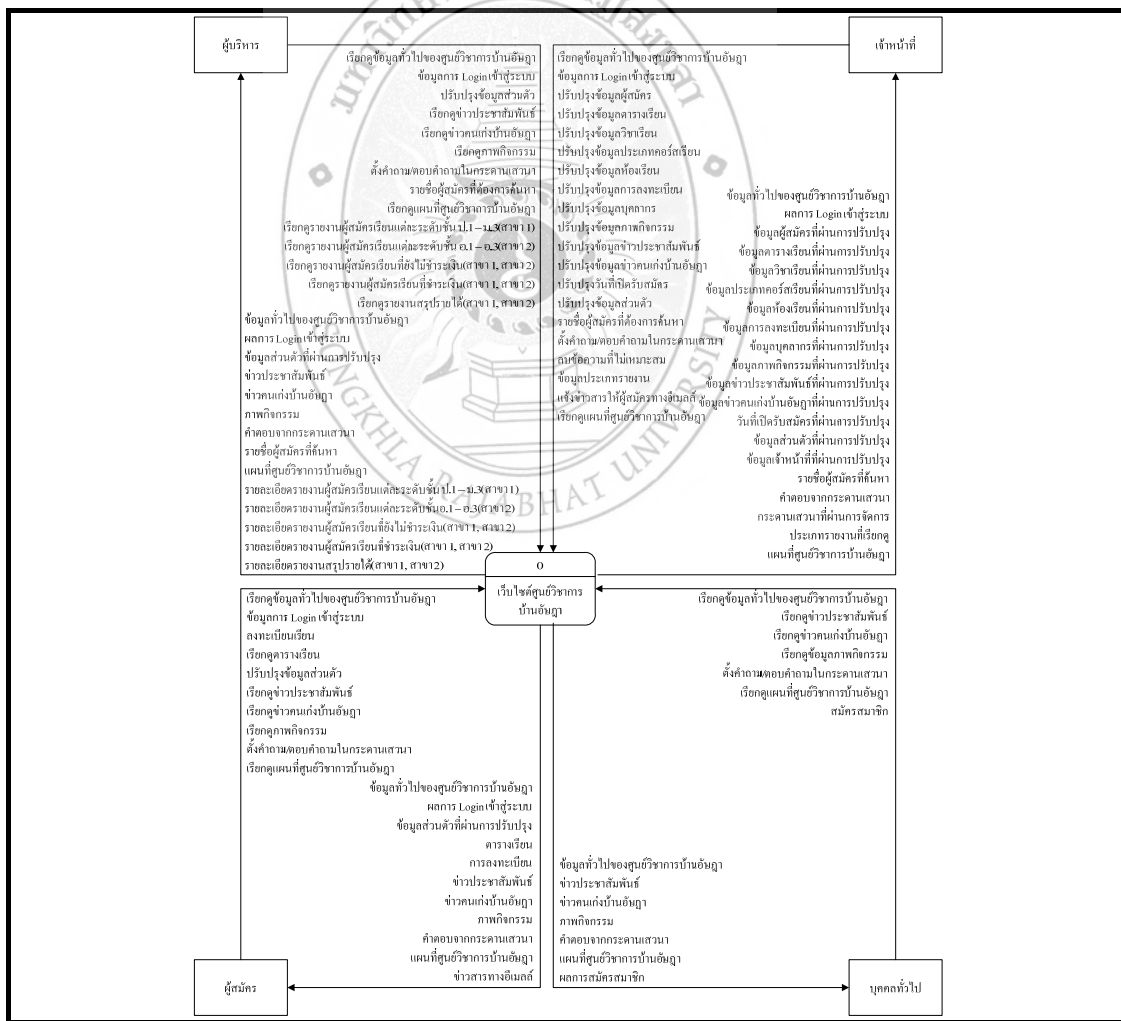 มหาวิทยาลัยราชภัฏสงขลา
SONGKHLA RAJABHAT UNIVERSITY
ผู้บริหาร
เจ้าหน้าที่
เรียกดูข้อมูลทั่วไปของศูนย์วิชาการบ้านอัษฎา
ข้อมูลการ Login เข้าสู่ระบบ
ปรับปรุงข้อมูลส่วนตัว
เรียกดูข่าวประชาสัมพันธ์
เรียกดูข่าวคนเก่งบ้านอัษฎา
เรียกดูภาพกิจกรรม
ตั้งคำถาม/ตอบคำถามในกระดานเสวนา
รายชื่อผู้สมัครที่ต้องการค้นหา
เรียกดูแผนที่ศูนย์วิชาการบ้านอัษฎา
เรียกดูรายงานผู้สมัครเรียนแต่ละระดับชั้น ป.1 – ม.3(สาขา 1)
เรียกดูรายงานผู้สมัครเรียนแต่ละระดับชั้น อ.1 – อ.3(สาขา 2)
เรียกดูรายงานผู้สมัครเรียนที่ยังไม่ชำระเงิน(สาขา 1, สาขา 2)
เรียกดูรายงานผู้สมัครเรียนที่ชำระเงิน(สาขา 1, สาขา 2)
เรียกดูรายงานสรุปรายได้(สาขา 1, สาขา 2)
ข้อมูลทั่วไปของศูนย์วิชาการบ้านอัษฎา
ผลการ Login เข้าสู่ระบบ
ข้อมูลส่วนตัวที่ผ่านการปรับปรุง
ข่าวประชาสัมพันธ์
ข่าวคนเก่งบ้านอัษฎา
ภาพกิจกรรม
คำตอบจากกระดานเสวนา
รายชื่อผู้สมัครที่ค้นหา
แผนที่ศูนย์วิชาการบ้านอัษฎา
รายละเอียดรายงานผู้สมัครเรียนแต่ละระดับชั้น ป.1 – ม.3(สาขา 1)
รายละเอียดรายงานผู้สมัครเรียนแต่ละระดับชั้นอ.1 – อ.3(สาขา 2)
รายละเอียดรายงานผู้สมัครเรียนที่ยังไม่ชำระเงิน(สาขา 1, สาขา 2)
รายละเอียดรายงานผู้สมัครเรียนที่ชำระเงิน(สาขา 1, สาขา 2)
รายละเอียดรายงานสรุปรายได้(สาขา 1, สาขา 2)
เรียกดูข้อมูลทั่วไปของศูนย์วิชาการบ้านอัษฎา
ข้อมูลการ Login เข้าสู่ระบบ
ปรับปรุงข้อมูลผู้สมัคร
ปรับปรุงข้อมูลตารางเรียน
ปรับปรุงข้อมูลวิชาเรียน
ปรับปรุงข้อมูลประเภทคอร์สเรียน
ปรับปรุงข้อมูลห้องเรียน
ปรับปรุงข้อมูลการลงทะเบียน
ปรับปรุงข้อมูลบุคลากร
ปรับปรุงข้อมูลภาพกิจกรรม
ปรับปรุงข้อมูลข่าวประชาสัมพันธ์
ปรับปรุงข้อมูลข่าวคนเก่งบ้านอัษฎา
ปรับปรุงวันที่เปิดรับสมัคร
ปรับปรุงข้อมูลส่วนตัว
รายชื่อผู้สมัครที่ต้องการค้นหา
ตั้งคำถาม/ตอบคำถามในกระดานเสวนา
ลบข้อความที่ไม่เหมาะสม
ข้อมูลประเภทรายงาน
แจ้งข่าวสารให้ผู้สมัครทางอีเมลล์
เรียกดูแผนที่ศูนย์วิชาการบ้านอัษฎา
ข้อมูลทั่วไปของศูนย์วิชาการบ้านอัษฎา
ผลการ Login เข้าสู่ระบบ
ข้อมูลผู้สมัครที่ผ่านการปรับปรุง
ข้อมูลตารางเรียนที่ผ่านการปรับปรุง
ข้อมูลวิชาเรียนที่ผ่านการปรับปรุง
ข้อมูลประเภทคอร์สเรียนที่ผ่านการปรับปรุง
ข้อมูลห้องเรียนที่ผ่านการปรับปรุง
ข้อมูลการลงทะเบียนที่ผ่านการปรับปรุง
ข้อมูลบุคลากรที่ผ่านการปรับปรุง
ข้อมูลภาพกิจกรรมที่ผ่านการปรับปรุง
ข้อมูลข่าวประชาสัมพันธ์ที่ผ่านการปรับปรุง
ข้อมูลข่าวคนเก่งบ้านอัษฎาที่ผ่านการปรับปรุง
วันที่เปิดรับสมัครที่ผ่านการปรับปรุง
ข้อมูลส่วนตัวที่ผ่านการปรับปรุง
ข้อมูลเจ้าหน้าที่ที่ผ่านการปรับปรุง
รายชื่อผู้สมัครที่ค้นหา
คำตอบจากกระดานเสวนา
กระดานเสวนาที่ผ่านการจัดการ
ประเภทรายงานที่เรียกดู
แผนที่ศูนย์วิชาการบ้านอัษฎา
0
เว็บไซต์ศูนย์วิชาการ
บ้านอัษฎา
เรียกดูข้อมูลทั่วไปของศูนย์วิชาการบ้านอัษฎา
ข้อมูลการ Login เข้าสู่ระบบ
ลงทะเบียนเรียน
เรียกดูตารางเรียน
ปรับปรุงข้อมูลส่วนตัว
เรียกดูข่าวประชาสัมพันธ์
เรียกดูข่าวคนเก่งบ้านอัษฎา
เรียกดูภาพกิจกรรม
ตั้งคำถาม/ตอบคำถามในกระดานเสวนา
เรียกดูแผนที่ศูนย์วิชาการบ้านอัษฎา
ข้อมูลทั่วไปของศูนย์วิชาการบ้านอัษฎา
ผลการ Login เข้าสู่ระบบ
ข้อมูลส่วนตัวที่ผ่านการปรับปรุง
ตารางเรียน
การลงทะเบียน
ข่าวประชาสัมพันธ์
ข่าวคนเก่งบ้านอัษฎา
ภาพกิจกรรม
คำตอบจากกระดานเสวนา
แผนที่ศูนย์วิชาการบ้านอัษฎา
ข่าวสารทางอีเมลล์
เรียกดูข้อมูลทั่วไปของศูนย์วิชาการบ้านอัษฎา
เรียกดูข่าวประชาสัมพันธ์
เรียกดูข่าวคนเก่งบ้านอัษฎา
เรียกดูข้อมูลภาพกิจกรรม
ตั้งคำถาม/ตอบคำถามในกระดานเสวนา
เรียกดูแผนที่ศูนย์วิชาการบ้านอัษฎา
สมัครสมาชิก
ข้อมูลทั่วไปของศูนย์วิชาการบ้านอัษฎา
ข่าวประชาสัมพันธ์
ข่าวคนเก่งบ้านอัษฎา
ภาพกิจกรรม
คำตอบจากกระดานเสวนา
แผนที่ศูนย์วิชาการบ้านอัษฎา
ผลการสมัครสมาชิก
ผู้สมัคร
บุคคลทั่วไป